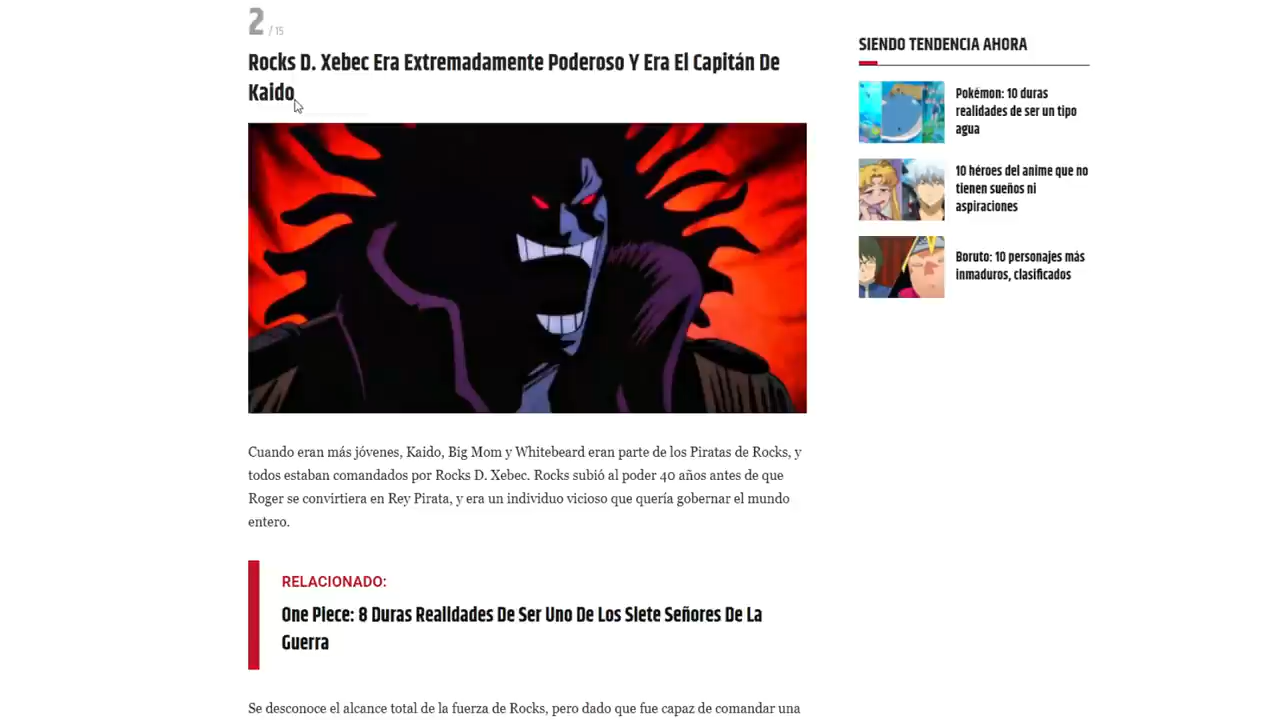 2 / 15
Rocks D. Xebec Era Extremadamente Poderoso Y Era El Capitán De
Kaido
Cuando eran más jóvenes, Kaido, Big Mom y Whitebeard eran parte de los Piratas de Rocks, y
todos estaban comandados por Rocks D. Xebec. Rocks subió al poder 40 años antes de que
Roger se convirtiera en Rey Pirata, y era un individuo vicioso que quería gobernar el mundo
entero.
RELACIONADO:
One Piece: 8 Duras Realidades De Ser Uno De Los Siete Señores De La
Guerra
Se desconoce el alcance total de la fuerza de Rocks, pero dado que fue capaz de comandar una
SIENDO TENDENCIA AHORA
Pokémon: 10 duras
realidades de ser un tipo
agua
10 héroes del anime que no
tienen sueños ni
aspiraciones
Boruto: 10 personajes más
inmaduros, clasificados